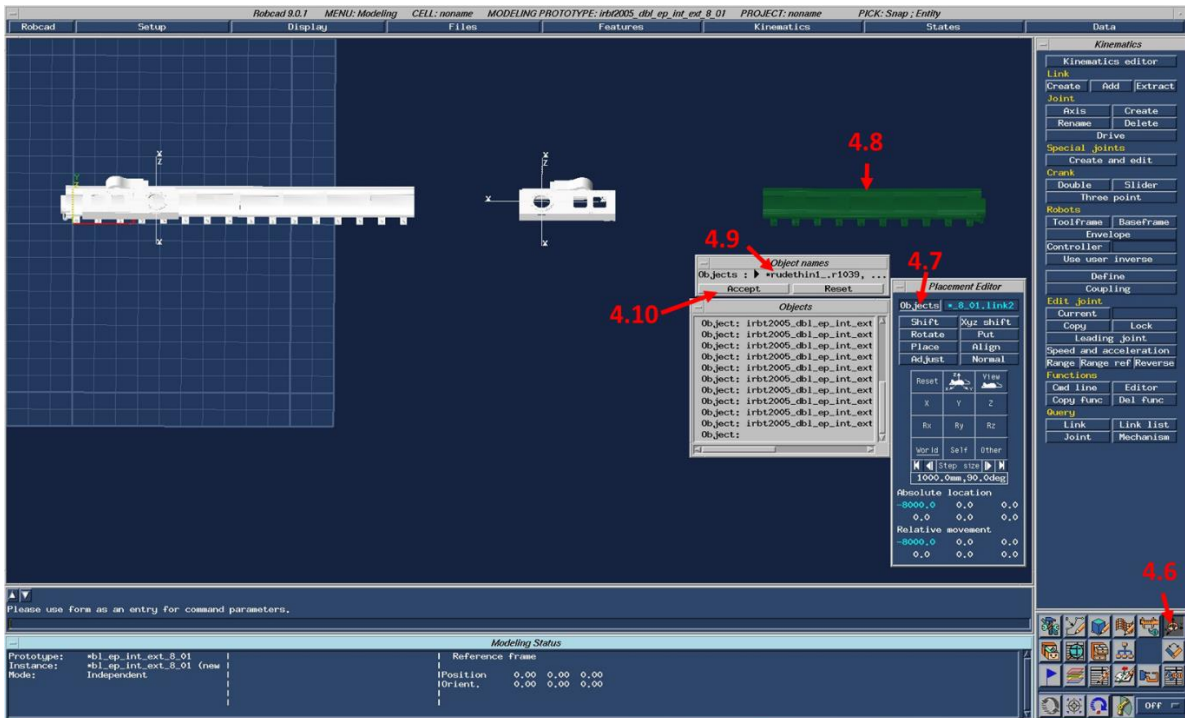 Robcad 9.0.1 MENU: Modeling CELL: noname MODELING PROTOTYPE: irbt2005_dbl_ep_int_ext_8_01 PROJECT: noname PICK: Snap ; Entity
Robcad Setup Display Files Features Kinematics States Data
Kinematics
Kinematics editor
Link
Create Add Extract
Joint
Axis Create
Rename Delete
Drive
Special joints
Create and edit
Crank
Double Slider
Three point
Robots
Toolframe Baseframe
Envelope
Controller
Use user inverse
Define
Coupling
Edit joint
Current
Copy Lock
Leading joint
Speed and acceleration
Range Range ref Reverse
Functions
Cmd line Editor
Copy func Del func
Query
Link Link list
Joint Mechanism
4.8
4.9
4.7
4.10
4.6
Object names
Objects : *rudethin1_.r1039, ...
Accept Reset
Objects
Object: irbt2005_dbl_ep_int_ext
Object: irbt2005_dbl_ep_int_ext
Object: irbt2005_dbl_ep_int_ext
Object: irbt2005_dbl_ep_int_ext
Object: irbt2005_dbl_ep_int_ext
Object: irbt2005_dbl_ep_int_ext
Object: irbt2005_dbl_ep_int_ext
Object: irbt2005_dbl_ep_int_ext
Object: irbt2005_dbl_ep_int_ext
Object: irbt2005_dbl_ep_int_ext
Object:
Placement Editor
Objects *_8_01.link2
Shift Xyz shift
Rotate Put
Place Align
Adjust Normal
Reset View
X Y Z
Rx Ry Rz
World Self Other
Step size
1000.0mm,90.0deg
Absolute location
-8000.0 0.0 0.0
0.0 0.0 0.0
Relative movement
-8000.0 0.0 0.0
0.0 0.0 0.0
Please use form as an entry for command parameters.
Modeling Status
Prototype: *bl_ep_int_ext_8_01
Instance: *bl_ep_int_ext_8_01 (new
Mode: Independent
Reference frame
Position 0.00 0.00 0.00
Orient. 0.00 0.00 0.00
Off